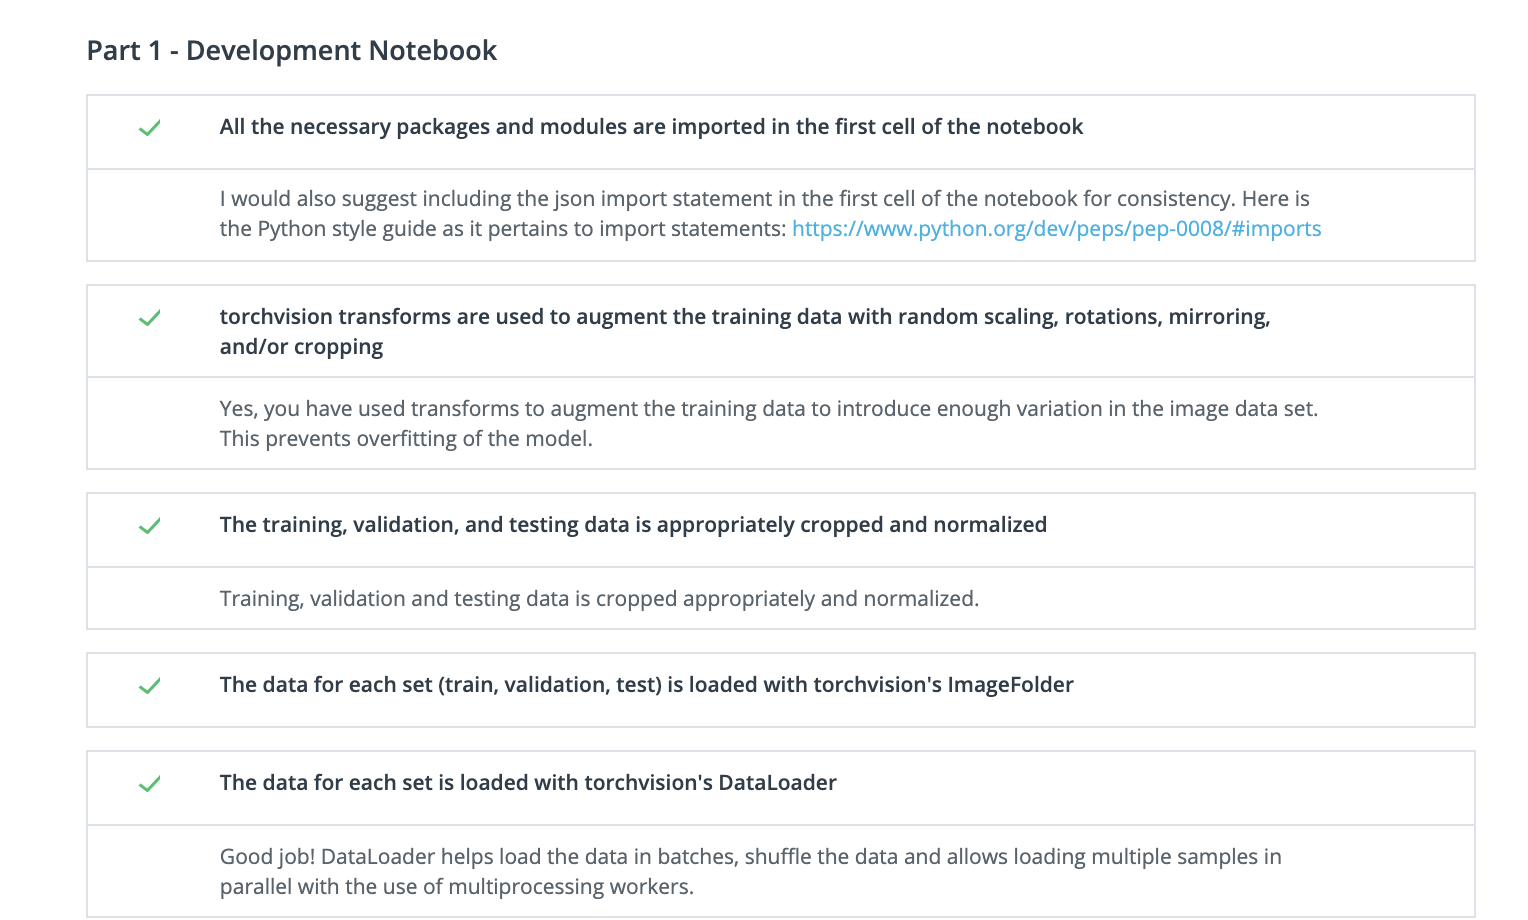 Part 1 - Development Notebook
All the necessary packages and modules are imported in the first cell of the notebook
I would also suggest including the json import statement in the first cell of the notebook for consistency. Here is
the Python style guide as it pertains to import statements: https://www.python.org/dev/peps/pep-0008/#imports
torchvision transforms are used to augment the training data with random scaling, rotations, mirroring,
and/or cropping
Yes, you have used transforms to augment the training data to introduce enough variation in the image data set.
This prevents overfitting of the model.
The training, validation, and testing data is appropriately cropped and normalized
Training, validation and testing data is cropped appropriately and normalized.
The data for each set (train, validation, test) is loaded with torchvision's ImageFolder
The data for each set is loaded with torchvision's DataLoader
Good job! DataLoader helps load the data in batches, shuffle the data and allows loading multiple samples in
parallel with the use of multiprocessing workers.